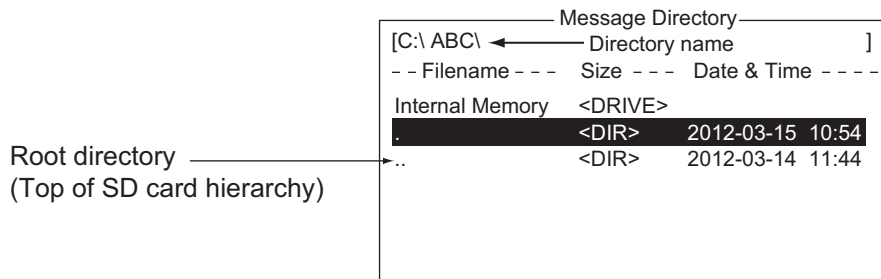 Message Directory
[C:\ ABC\ Directory name ]
- - Filename - - - Size - - - Date & Time - - - -
Internal Memory <DRIVE>
. <DIR> 2012-03-15 10:54
.. <DIR> 2012-03-14 11:44
Root directory
(Top of SD card hierarchy)